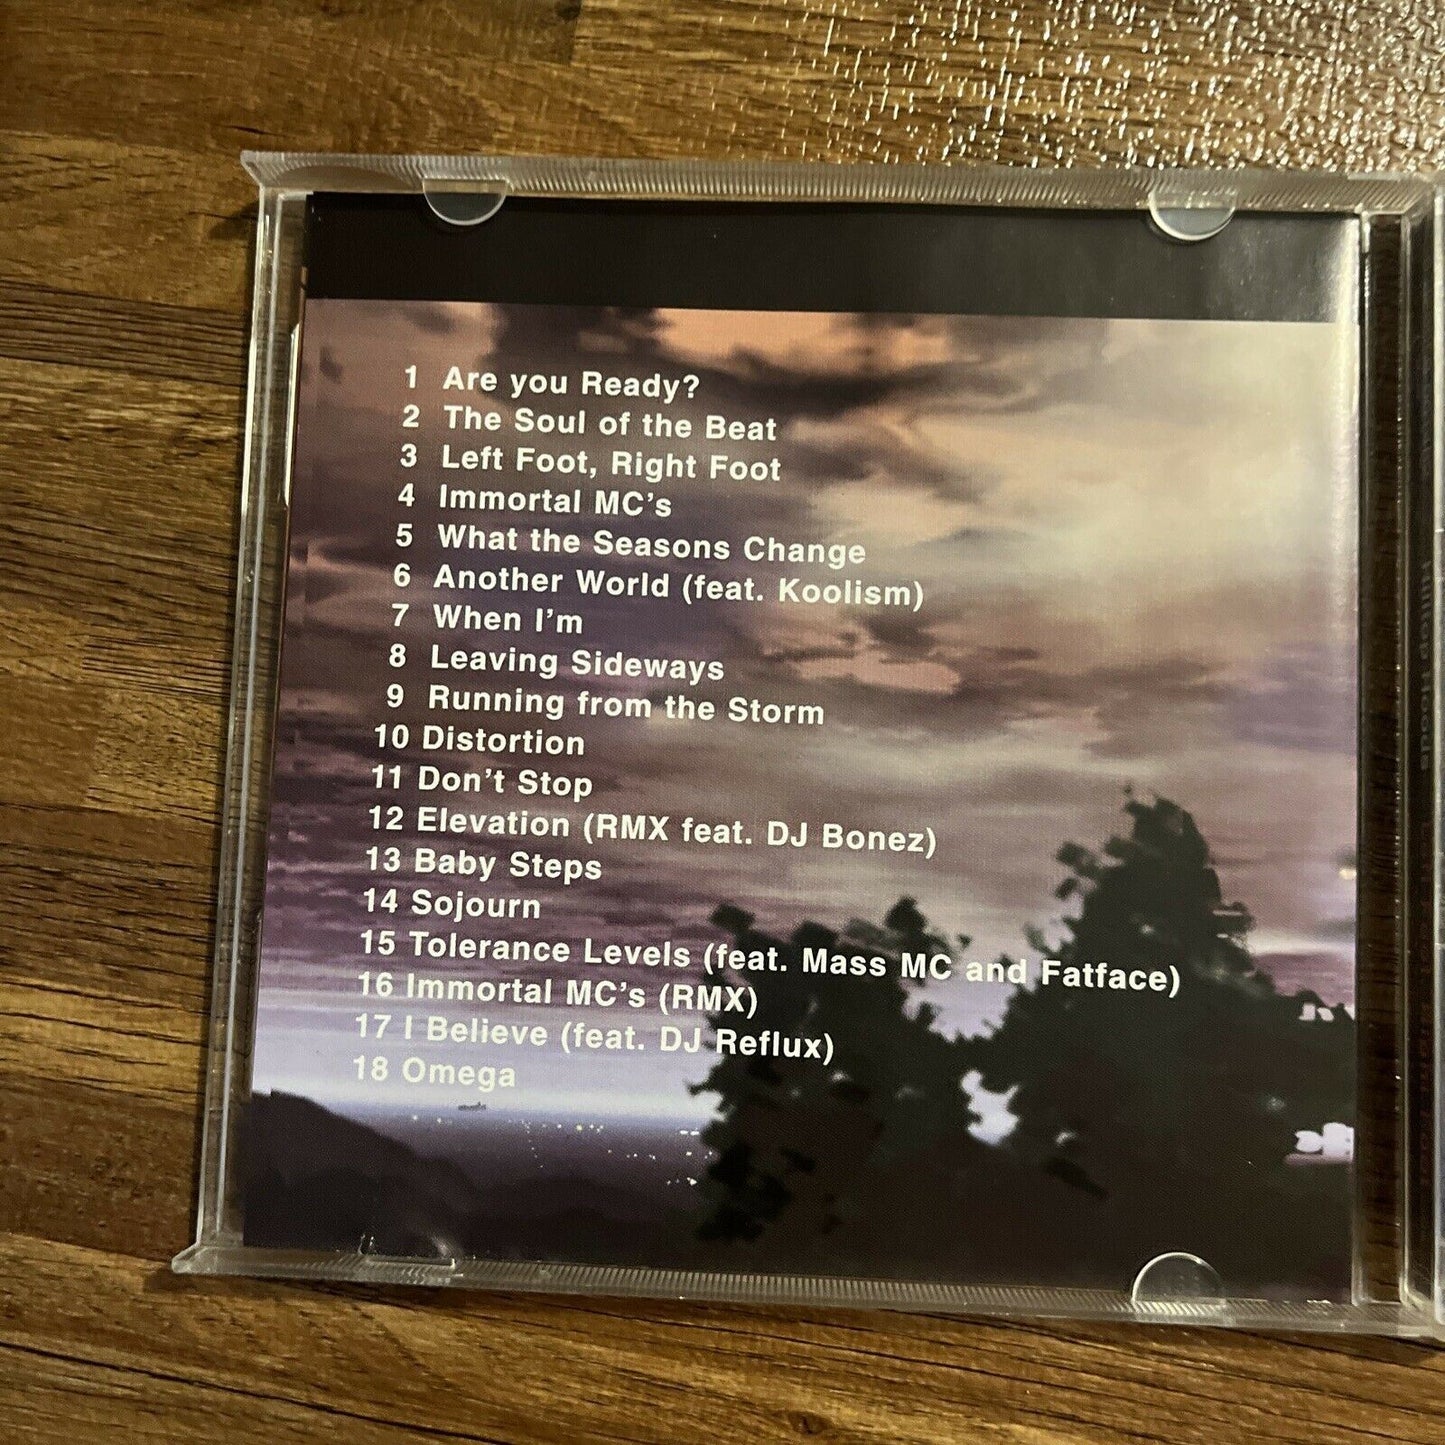 1 Are you Ready?
2 The Soul of the Beat
3 Left Foot, Right Foot
4 Immortal MC's
5 What the Seasons Change
6 Another World (feat. Koolism)
7 When I'm
8 Leaving Sideways
9 Running from the Storm
10 Distortion
11 Don't Stop
12 Elevation (RMX feat. DJ Bonez)
13 Baby Steps
14 Sojourn
15 Tolerance Levels (feat. Mass MC and Fatface)
16 Immortal MC's (RMX)
17 I Believe (feat. DJ Reflux)
18 Omega
Hilltop Hoods